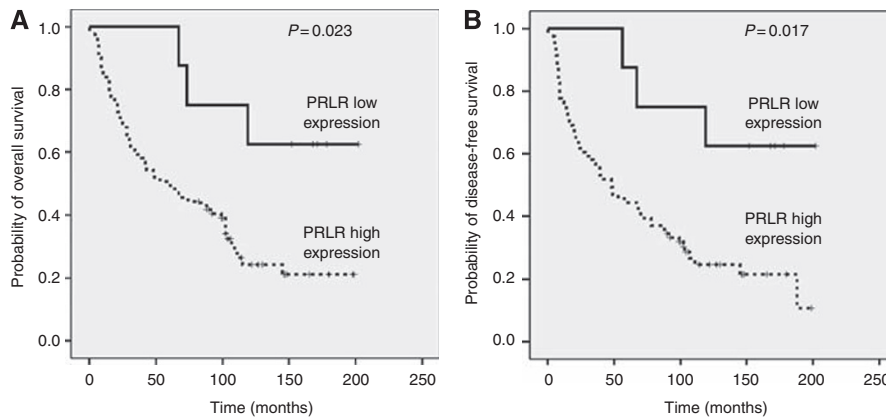 A
P=0.023
1.0
0.8
0.6
0.4
0.2
0.0
Probability of overall survival
PRLR low
expression
PRLR high
expression
0 50 100 150 200 250
Time (months)
B
P=0.017
1.0
0.8
0.6
0.4
0.2
0.0
Probability of disease-free survival
PRLR low
expression
PRLR high
expression
0 50 100 150 200 250
Time (months)